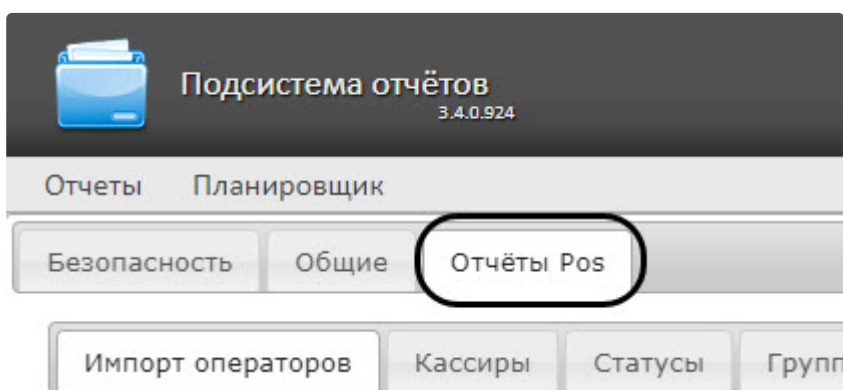 Подсистема отчётов
3.4.0.924
Отчеты Планировщик
Безопасность Общие Отчёты Pos
Импорт операторов Кассиры Статусы